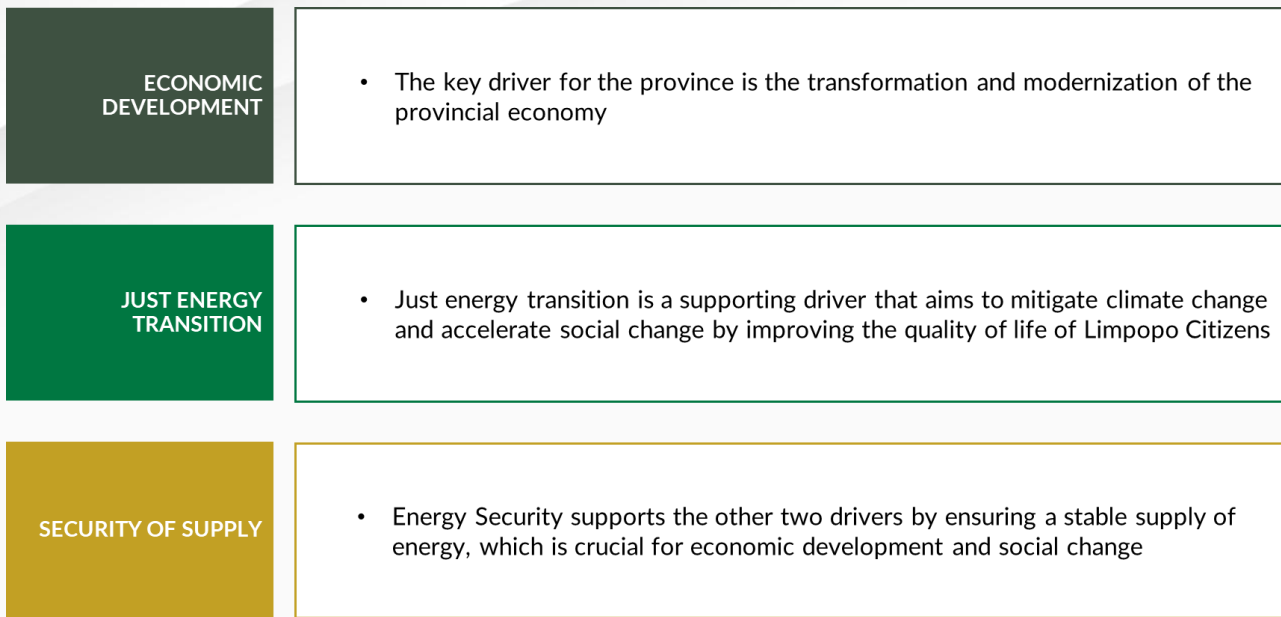 ECONOMIC
DEVELOPMENT
• The key driver for the province is the transformation and modernization of the
provincial economy
JUST ENERGY
TRANSITION
• Just energy transition is a supporting driver that aims to mitigate climate change
and accelerate social change by improving the quality of life of Limpopo Citizens
SECURITY OF SUPPLY
• Energy Security supports the other two drivers by ensuring a stable supply of
energy, which is crucial for economic development and social change